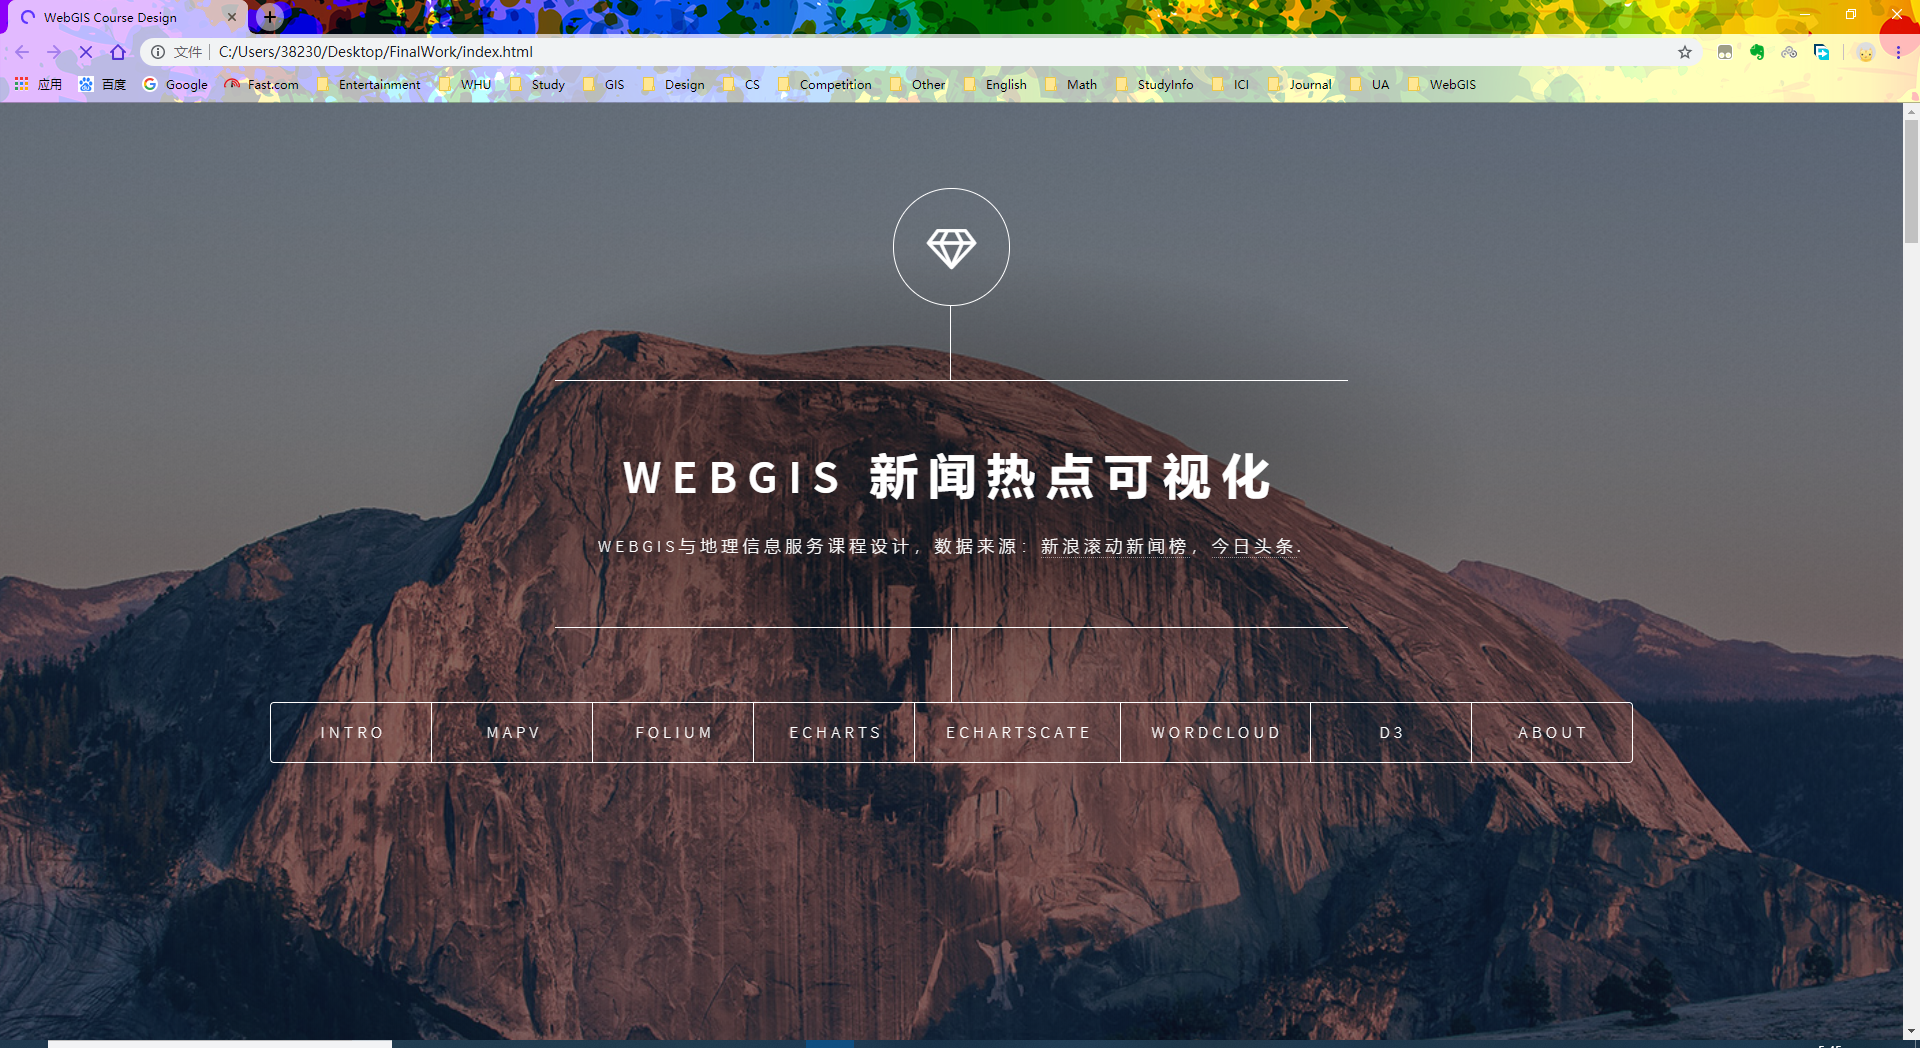 WebGIS Course Design
文件 C:/Users/38230/Desktop/FinalWork/index.html
应用 百度 Google Fast.com Entertainment WHU Study GIS Design CS Competition Other English Math StudyInfo ICI Journal UA WebGIS
WEBGIS 新闻热点可视化
WEBGIS与地理信息服务课程设计，数据来源：新浪滚动新闻榜，今日头条.
INTRO MAPV FOLIUM ECHARTS ECHARTSCATE WORDCLOUD D3 ABOUT